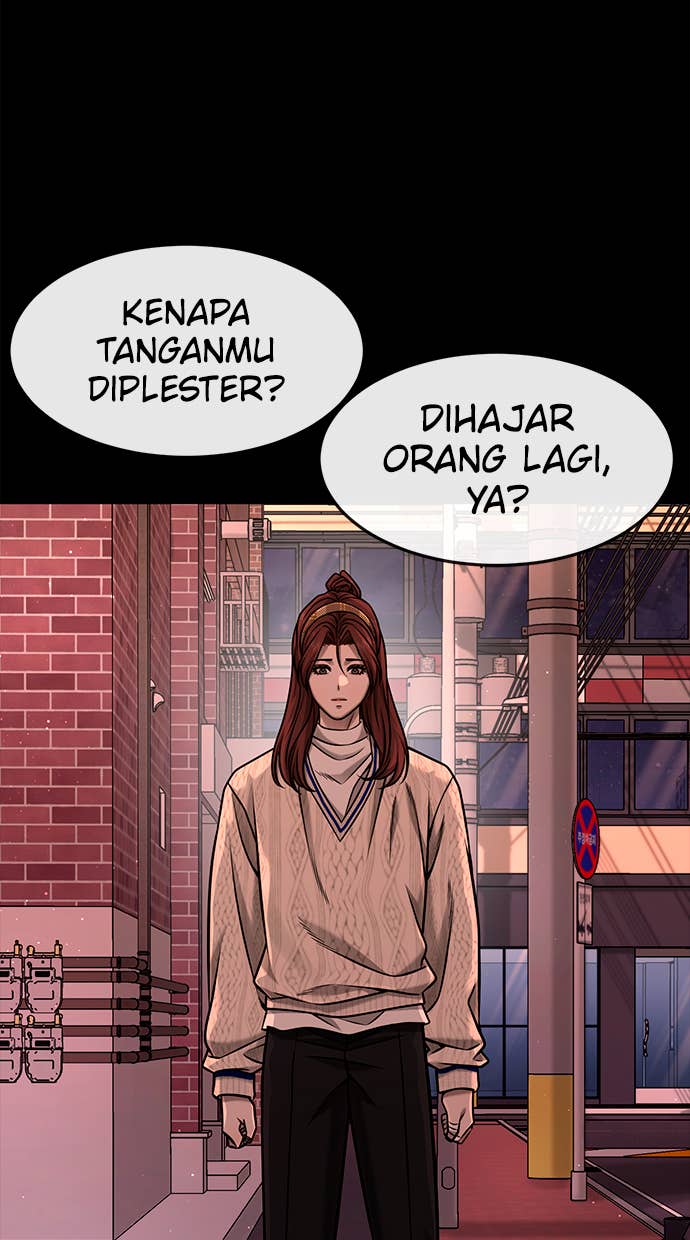 KENAPA
TANGANMU
DIPLESTER?
DIHAJAR
ORANG LAGI,
YA?